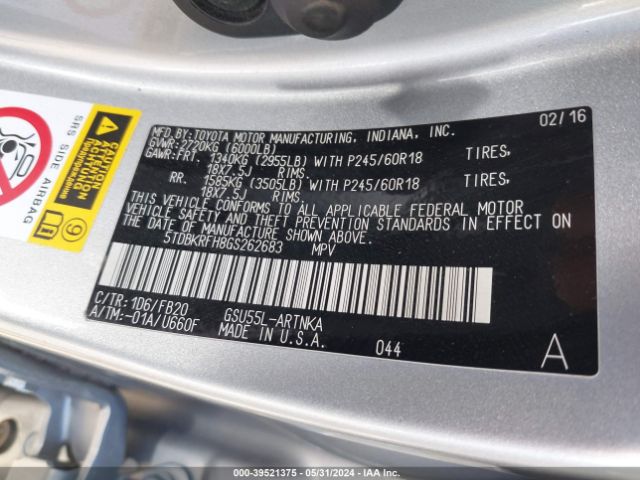 02/16
MFD.BY:TOYOTA MOTOR MANUFACTURING, INDIANA, INC.
GVWR:2720KG (6000LB)
GAWR:FRT. 1340KG (2955LB) WITH P245/60R18 TIRES,
18X7.5J RIMS.
RR. 1585KG (3505LB) WITH P245/60R18 TIRES,
18X7.5J RIMS.
THIS VEHICLE CONFORMS TO ALL APPLICABLE FEDERAL MOTOR
VEHICLE SAFETY AND THEFT PREVENTION STANDARDS IN EFFECT ON
THE DATE OF MANUFACTURE SHOWN ABOVE.
5TDBKRFH8GS262683 MPV
C/TR: 1D6/FB20 GSU55L-ARTNKA
A/TM:-01A/U660F MADE IN U.S.A.
044
A
SRS SIDE AIRBAG
9
000-39521375 - 05/31/2024 - IAA Inc.